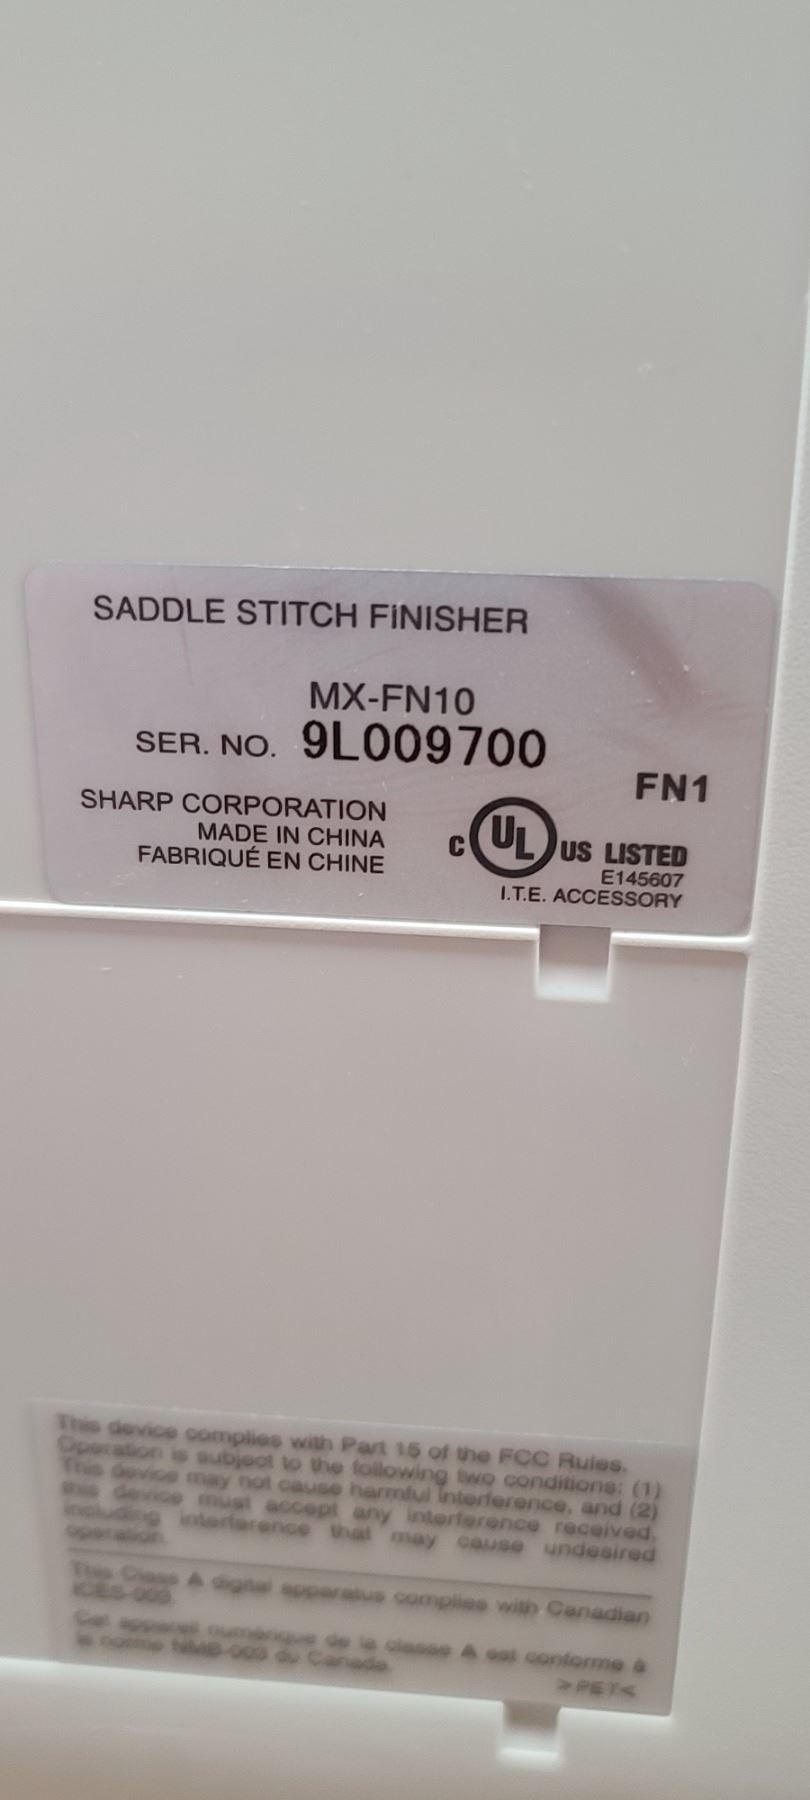 SADDLE STITCH FINISHER
MX-FN10
SER. NO. 9L009700
FN1
SHARP CORPORATION
MADE IN CHINA
FABRIQUÉ EN CHINE
C UL US LISTED
E145607
I.T.E. ACCESSORY
This device complies with Part 15 of the FCC Rules.
Operation is subject to the following two conditions: (1)
This device may not cause harmful interference, and (2)
this device must accept any interference received,
including interference that may cause undesired
operation.
This Class A digital apparatus complies with Canadian
ICES-003.
Cet appareil numérique de la classe A est conforme à
la norme NMB-003 du Canada.
>PET<